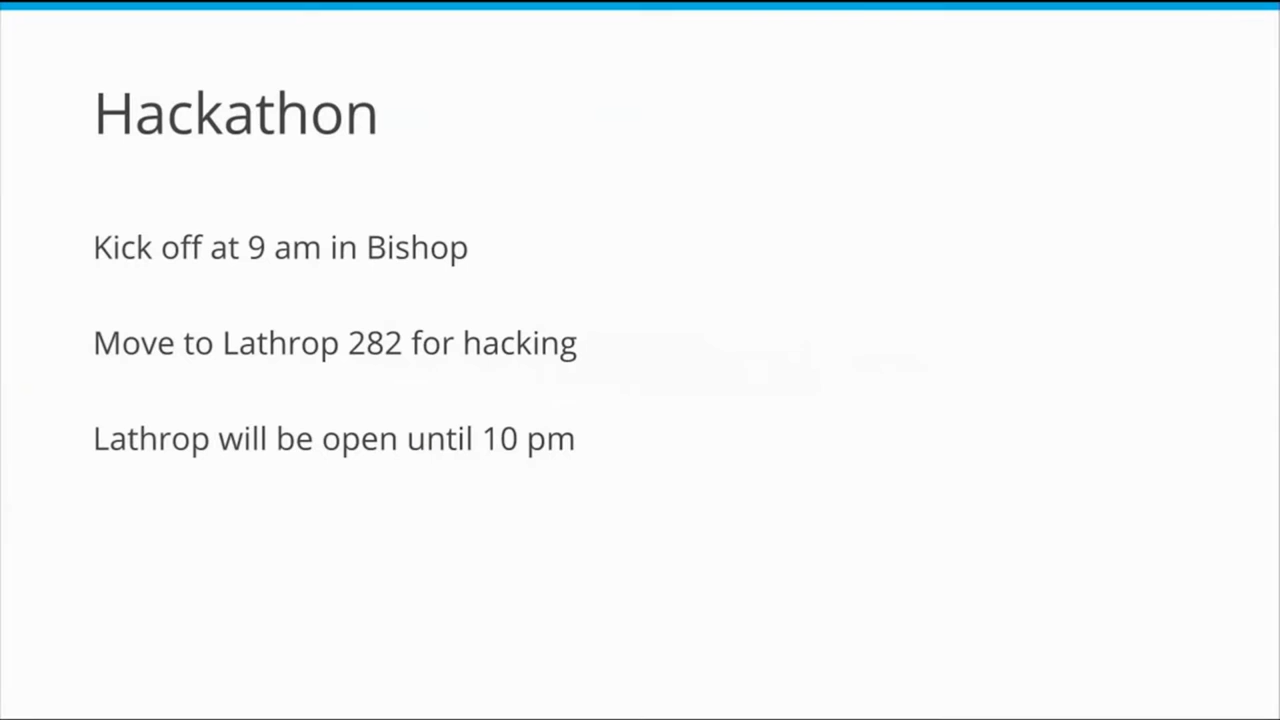 Hackathon
Kick off at 9 am in Bishop
Move to Lathrop 282 for hacking
Lathrop will be open until 10 pm